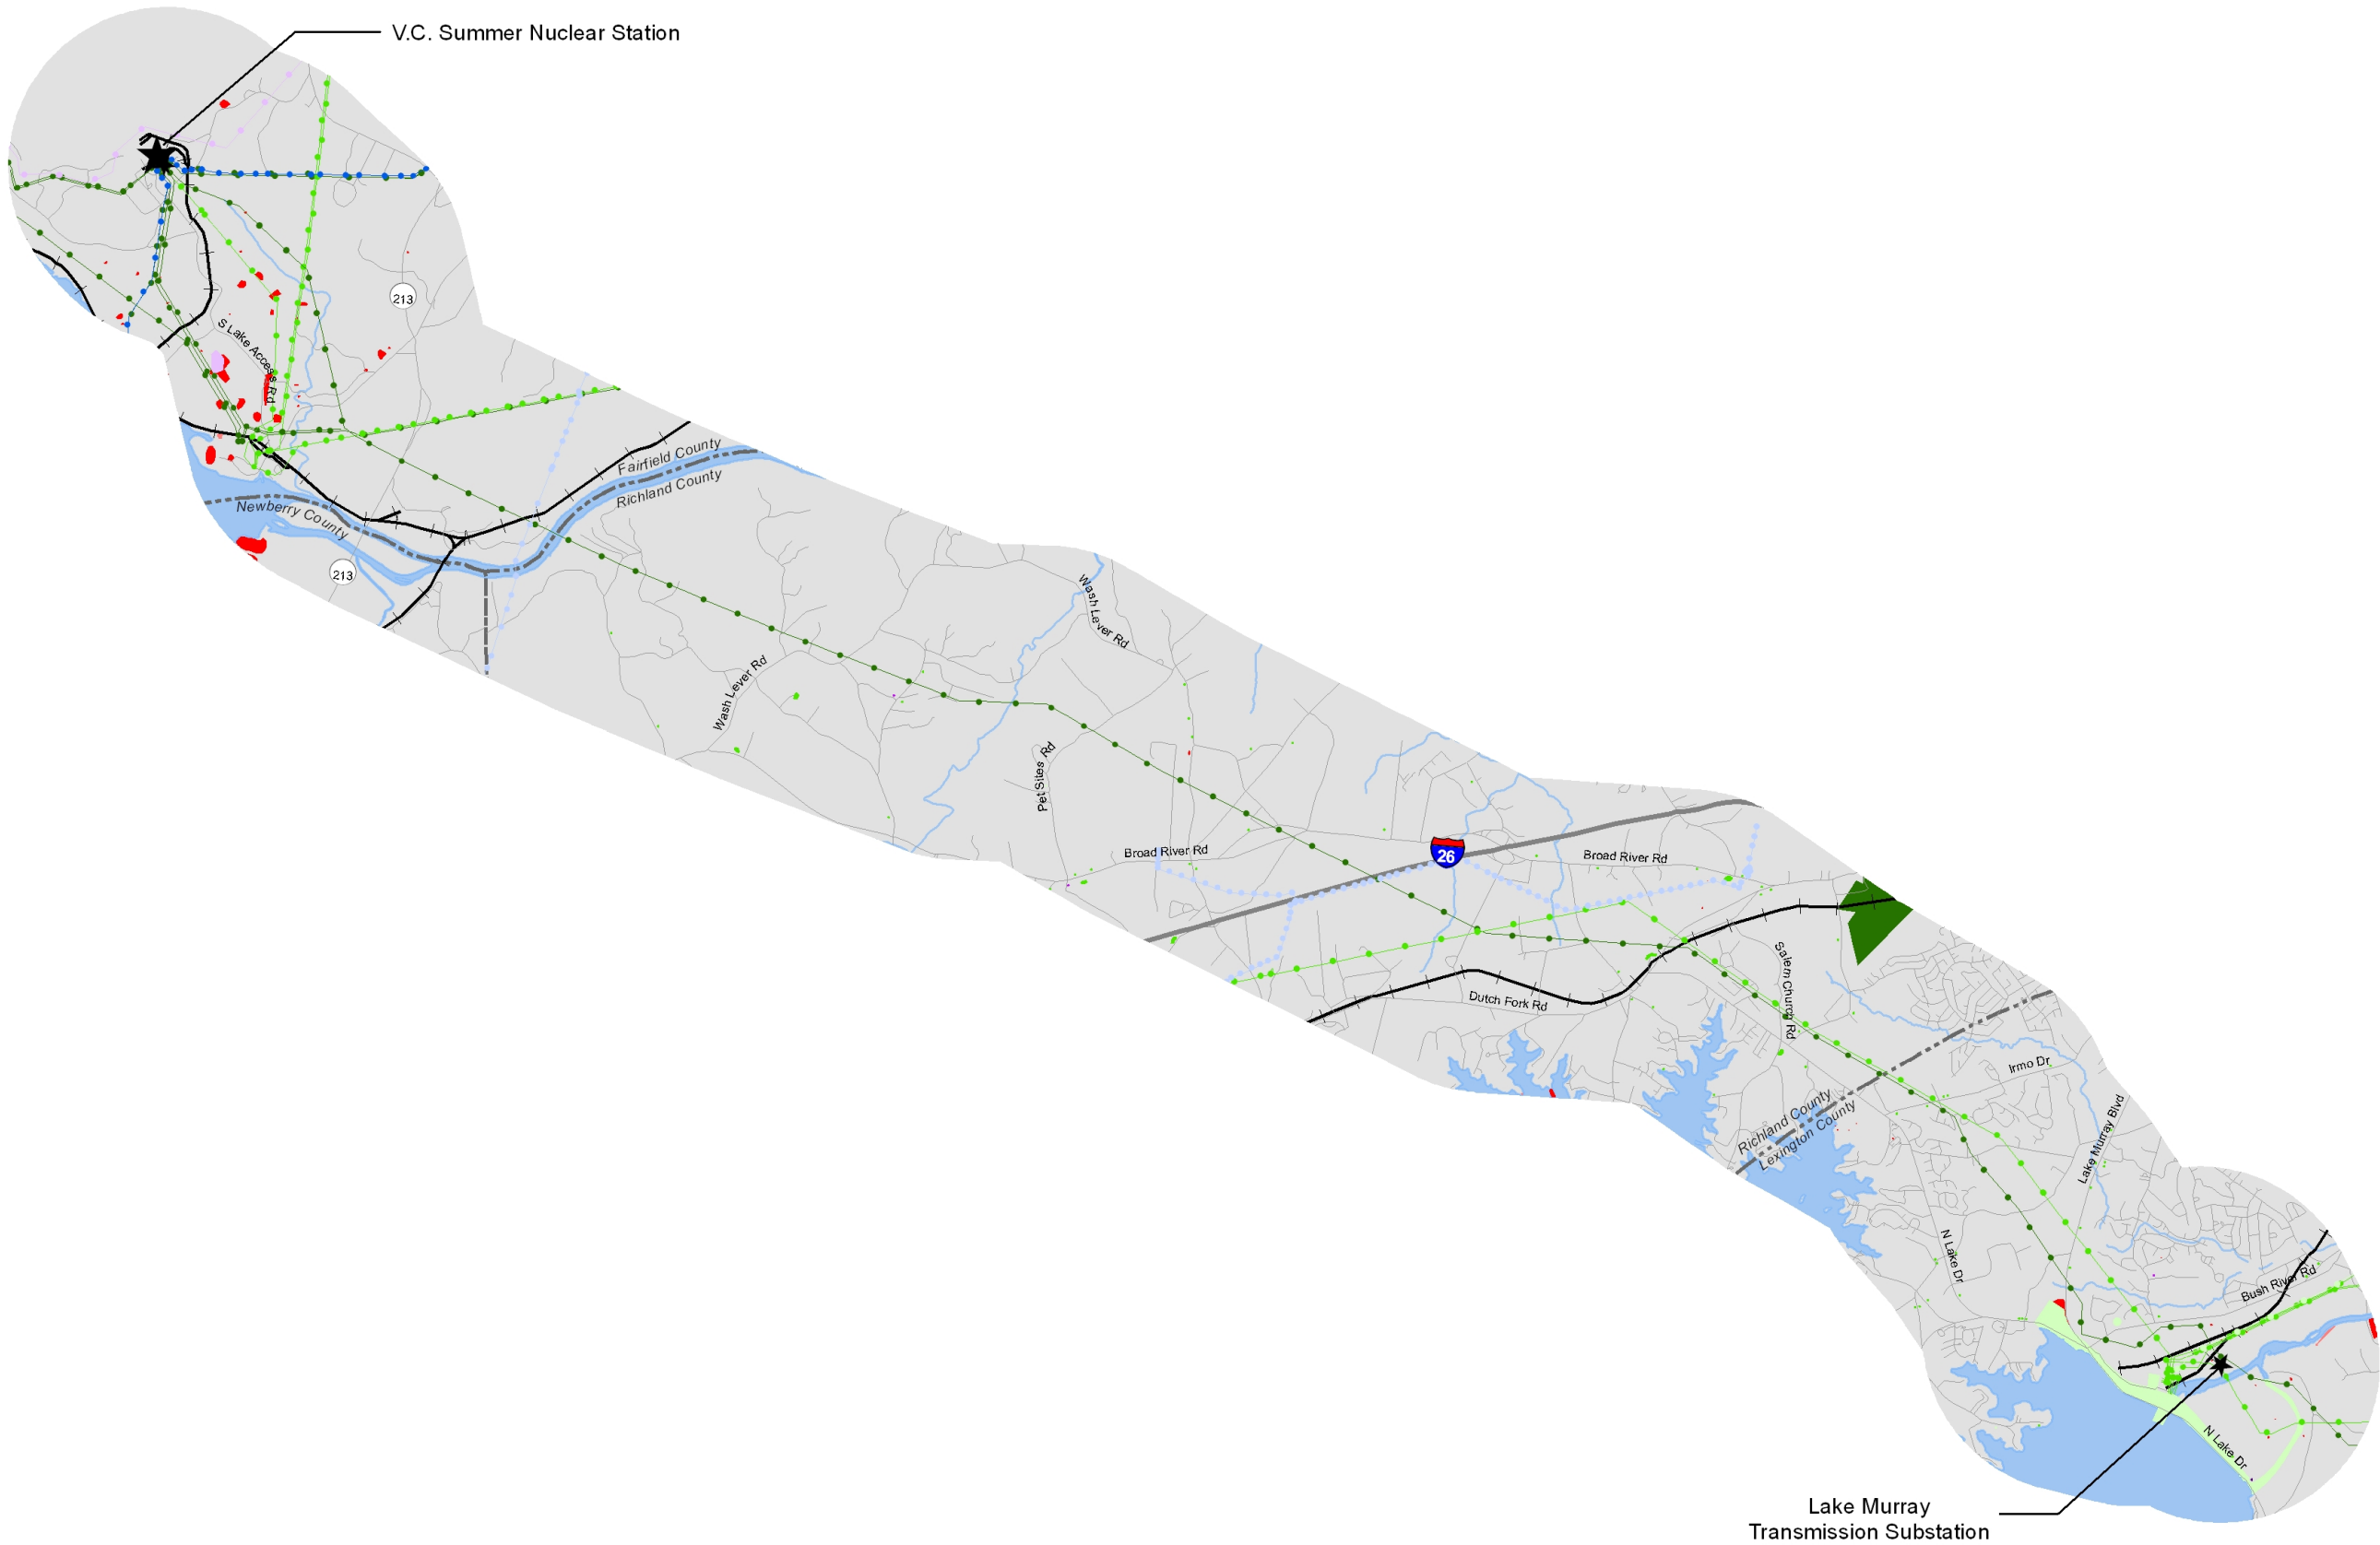 V.C. Summer Nuclear Station
213
S Lake Access Rd
Fairfield County
Richland County
Newberry County
213
Wash Lever Rd
Wash Lever Rd
Pet Sites Rd
Broad River Rd
26
Broad River Rd
Salem Church Rd
Dutch Fork Rd
Irmo Dr
Richland County
Lexington County
Lake Murray Blvd
N Lake Dr
Bush River Rd
N Lake Dr
Lake Murray
Transmission Substation